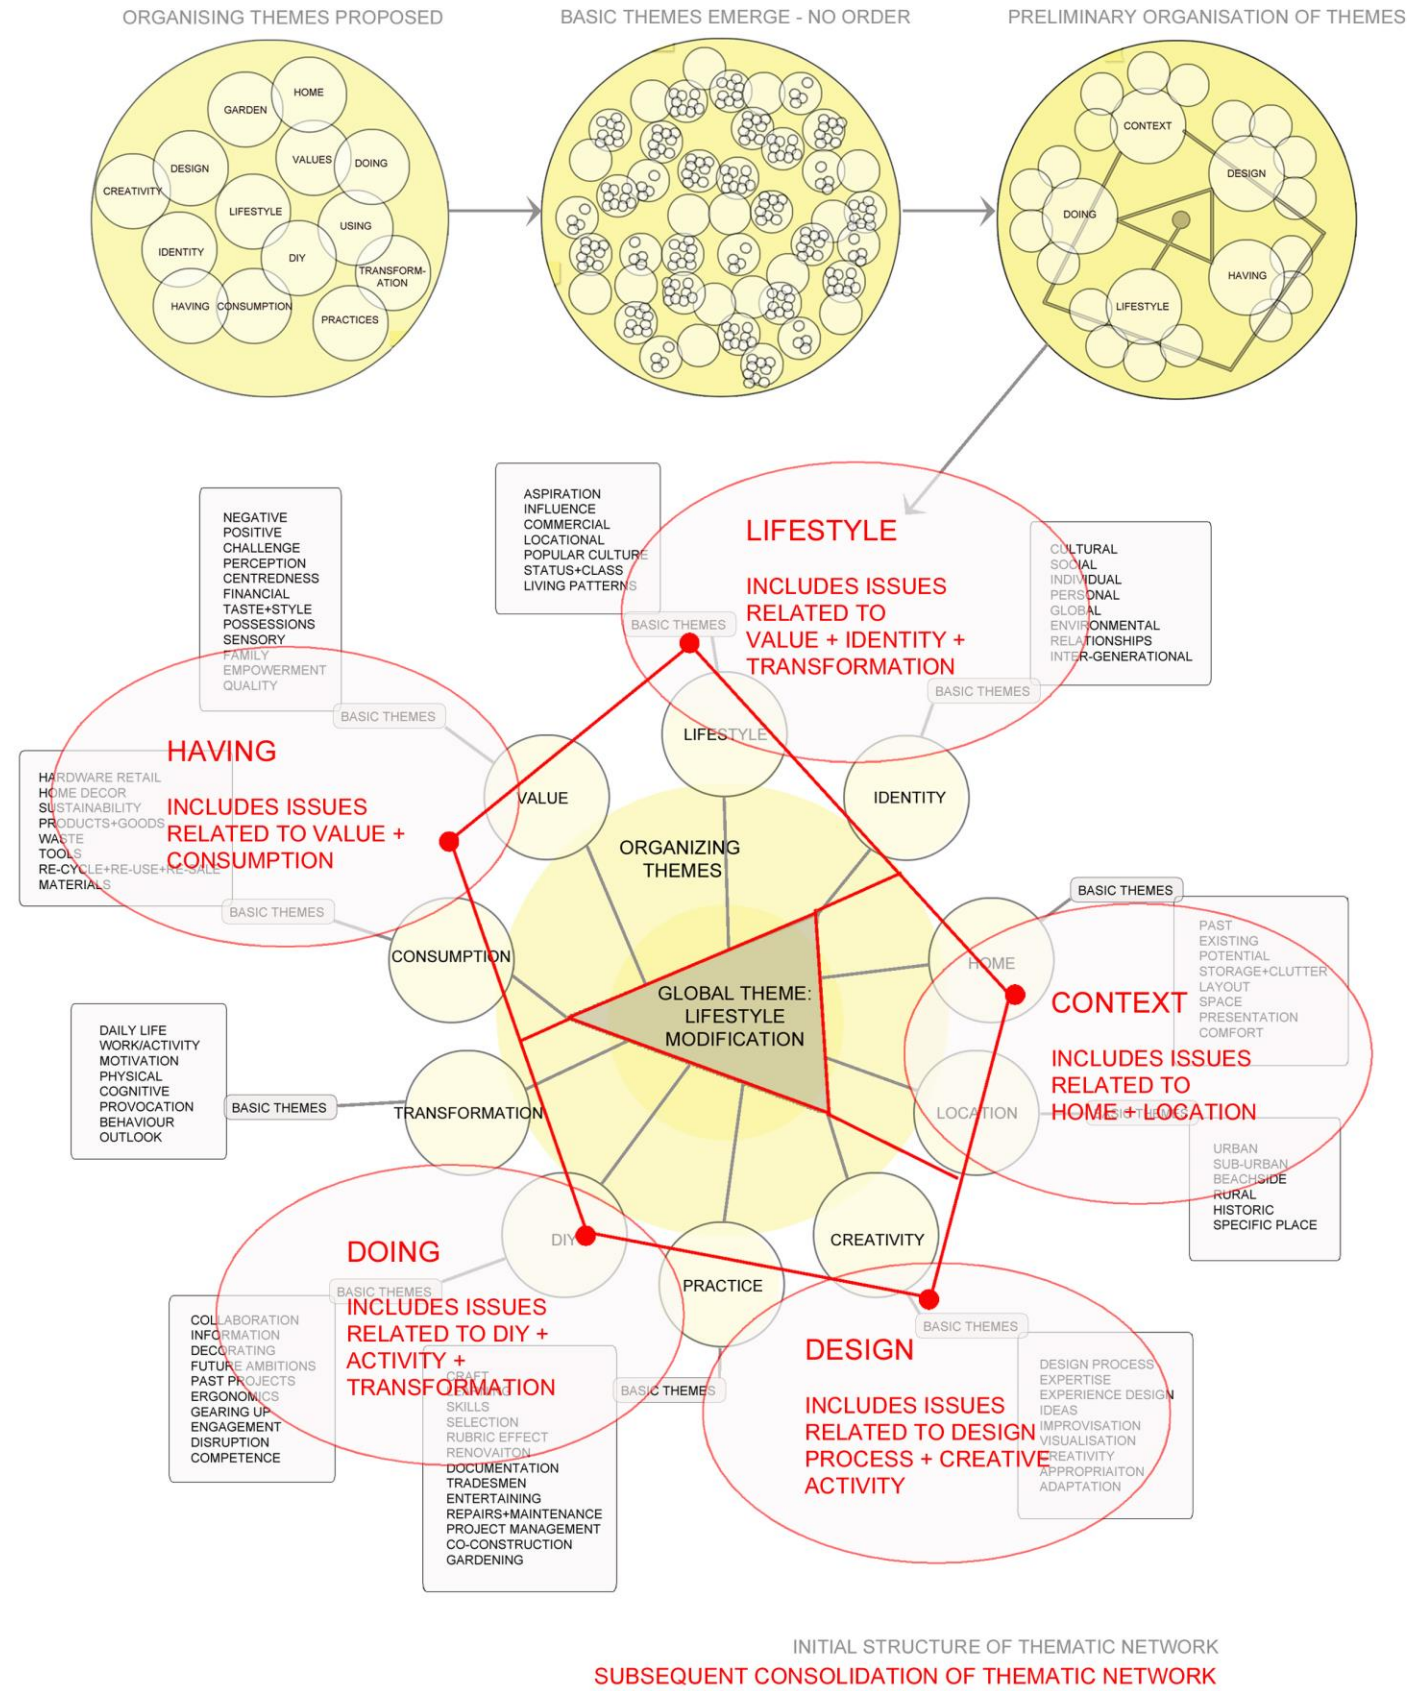 ORGANISING THEMES PROPOSED
BASIC THEMES EMERGE - NO ORDER
PRELIMINARY ORGANISATION OF THEMES
HOME
GARDEN
VALUES
DOING
DESIGN
CREATIVITY
LIFESTYLE
USING
IDENTITY
DIY
TRANSFORM-
ATION
HAVING
CONSUMPTION
PRACTICES
CONTEXT
DESIGN
DOING
HAVING
LIFESTYLE
ASPIRATION
INFLUENCE
COMMERCIAL
LOCATIONAL
POPULAR CULTURE
STATUS+CLASS
LIVING PATTERNS
BASIC THEMES
LIFESTYLE
INCLUDES ISSUES
RELATED TO
VALUE + IDENTITY +
TRANSFORMATION
CULTURAL
SOCIAL
INDIVIDUAL
PERSONAL
GLOBAL
ENVIRONMENTAL
RELATIONSHIPS
INTER-GENERATIONAL
BASIC THEMES
NEGATIVE
POSITIVE
CHALLENGE
PERCEPTION
CENTREDNESS
FINANCIAL
TASTE+STYLE
POSSESSIONS
SENSORY
FAMILY
EMPOWERMENT
QUALITY
BASIC THEMES
HAVING
INCLUDES ISSUES
RELATED TO VALUE +
CONSUMPTION
HARDWARE RETAIL
HOME DECOR
SUSTAINABILITY
PRODUCTS+GOODS
WASTE
TOOLS
RE-CYCLE+RE-USE+RE-SALE
MATERIALS
BASIC THEMES
LIFESTYLE
VALUE
IDENTITY
ORGANIZING
THEMES
CONSUMPTION
HOME
GLOBAL THEME:
LIFESTYLE
MODIFICATION
TRANSFORMATION
LOCATION
DIY
CREATIVITY
PRACTICE
BASIC THEMES
PAST
EXISTING
POTENTIAL
STORAGE+CLUTTER
LAYOUT
SPACE
PRESENTATION
COMFORT
CONTEXT
INCLUDES ISSUES
RELATED TO
HOME + LOCATION
BASIC THEMES
URBAN
SUB-URBAN
BEACHSIDE
RURAL
HISTORIC
SPECIFIC PLACE
DAILY LIFE
WORK/ACTIVITY
MOTIVATION
PHYSICAL
COGNITIVE
PROVOCATION
BEHAVIOUR
OUTLOOK
BASIC THEMES
DOING
BASIC THEMES
INCLUDES ISSUES
RELATED TO DIY +
ACTIVITY +
TRANSFORMATION
COLLABORATION
INFORMATION
DECORATING
FUTURE AMBITIONS
PAST PROJECTS
ERGONOMICS
GEARING UP
ENGAGEMENT
DISRUPTION
COMPETENCE
CRAFT
SKILLS
SELECTION
RUBRIC EFFECT
RENOVAITON
DOCUMENTATION
TRADESMEN
ENTERTAINING
REPAIRS+MAINTENANCE
PROJECT MANAGEMENT
CO-CONSTRUCTION
GARDENING
BASIC THEMES
BASIC THEMES
DESIGN
INCLUDES ISSUES
RELATED TO DESIGN
PROCESS + CREATIVE
ACTIVITY
DESIGN PROCESS
EXPERTISE
EXPERIENCE DESIGN
IDEAS
IMPROVISATION
VISUALISATION
CREATIVITY
APPROPRIAITON
ADAPTATION
INITIAL STRUCTURE OF THEMATIC NETWORK
SUBSEQUENT CONSOLIDATION OF THEMATIC NETWORK